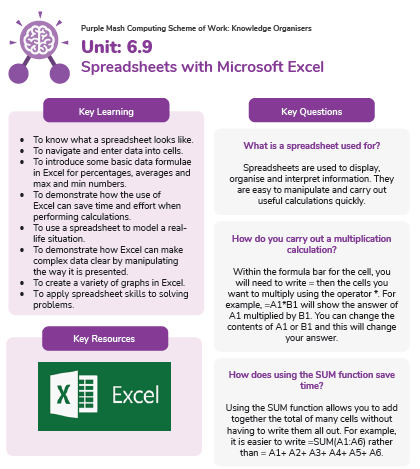 Purple Mash Computing Scheme of Work: Knowledge Organisers
Unit: 6.9
Spreadsheets with Microsoft Excel
Key Learning
• To know what a spreadsheet looks like.
• To navigate and enter data into cells.
• To introduce some basic data formulae
in Excel for percentages, averages and
max and min numbers.
• To demonstrate how the use of
Excel can save time and effort when
performing calculations.
• To use a spreadsheet to model a real-
life situation.
• To demonstrate how Excel can make
complex data clear by manipulating
the way it is presented.
• To create a variety of graphs in Excel.
• To apply spreadsheet skills to solving
problems.
Key Resources
X
Excel
Key Questions
What is a spreadsheet used for?
Spreadsheets are used to display,
organise and interpret information. They
are easy to manipulate and carry out
useful calculations quickly.
How do you carry out a multiplication
calculation?
Within the formula bar for the cell, you
will need to write = then the cells you
want to multiply using the operator *. For
example, =A1*B1 will show the answer of
A1 multiplied by B1. You can change the
contents of A1 or B1 and this will change
your answer.
How does using the SUM function save
time?
Using the SUM function allows you to add
together the total of many cells without
having to write them all out. For example,
it is easier to write =SUM(A1:A6) rather
than = A1+ A2+ A3+ A4+ A5+ A6.